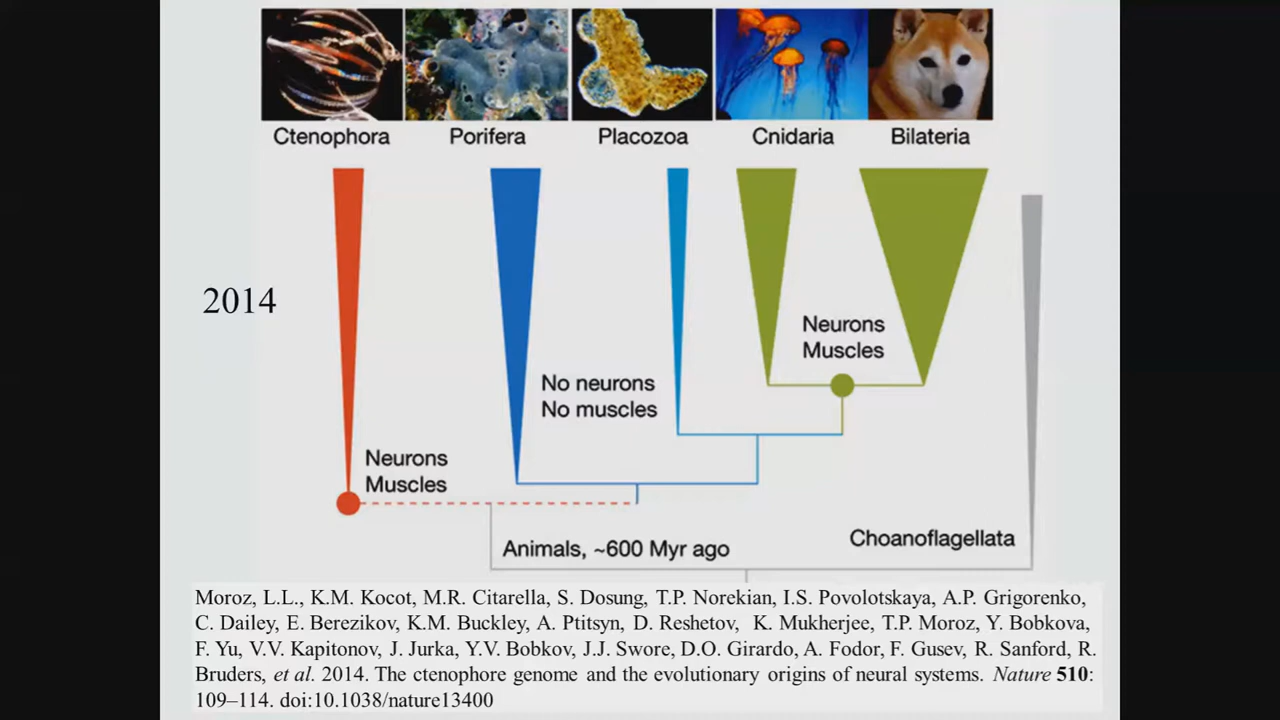 Ctenophora Porifera Placozoa Cnidaria Bilateria
2014
Neurons
Muscles
No neurons
No muscles
Neurons
Muscles
Choanoflagellata
Animals, ~600 Myr ago
Moroz, L.L., K.M. Kocot, M.R. Citarella, S. Dosung, T.P. Norekian, I.S. Povolotskaya, A.P. Grigorenko,
C. Dailey, E. Berezikov, K.M. Buckley, A. Ptitsyn, D. Reshetov, K. Mukherjee, T.P. Moroz, Y. Bobkova,
F. Yu, V.V. Kapitonov, J. Jurka, Y.V. Bobkov, J.J. Swore, D.O. Girardo, A. Fodor, F. Gusev, R. Sanford, R.
Bruders, et al. 2014. The ctenophore genome and the evolutionary origins of neural systems. Nature 510:
109–114. doi:10.1038/nature13400